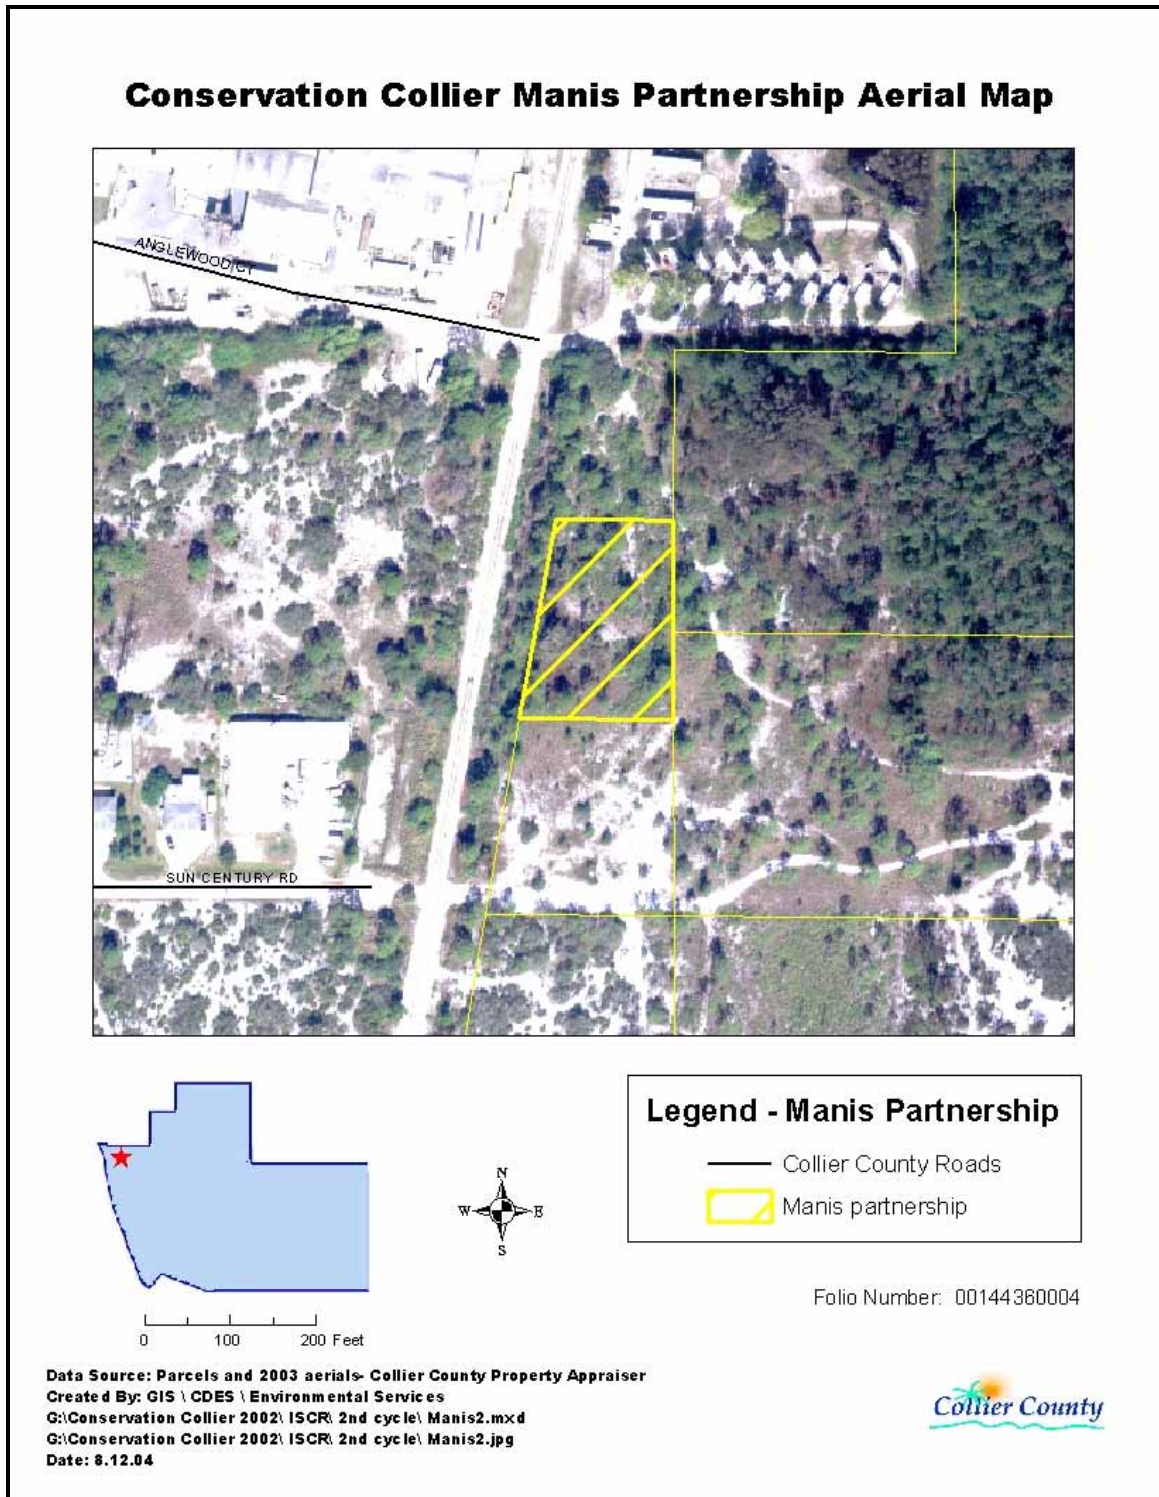 Conservation Collier Manis Partnership Aerial Map
ANGLEWOOD CT
SUN CENTURY RD
Legend - Manis Partnership
Collier County Roads
Manis partnership
N
W E
S
Folio Number: 00144360004
0 100 200 Feet
Data Source: Parcels and 2003 aerials- Collier County Property Appraiser
Created By: GIS \ CDES \ Environmental Services
G:\Conservation Collier 2002\ ISCR\ 2nd cycle\ Manis2.mxd
G:\Conservation Collier 2002\ ISCR\ 2nd cycle\ Manis2.jpg
Date: 8.12.04
Collier County